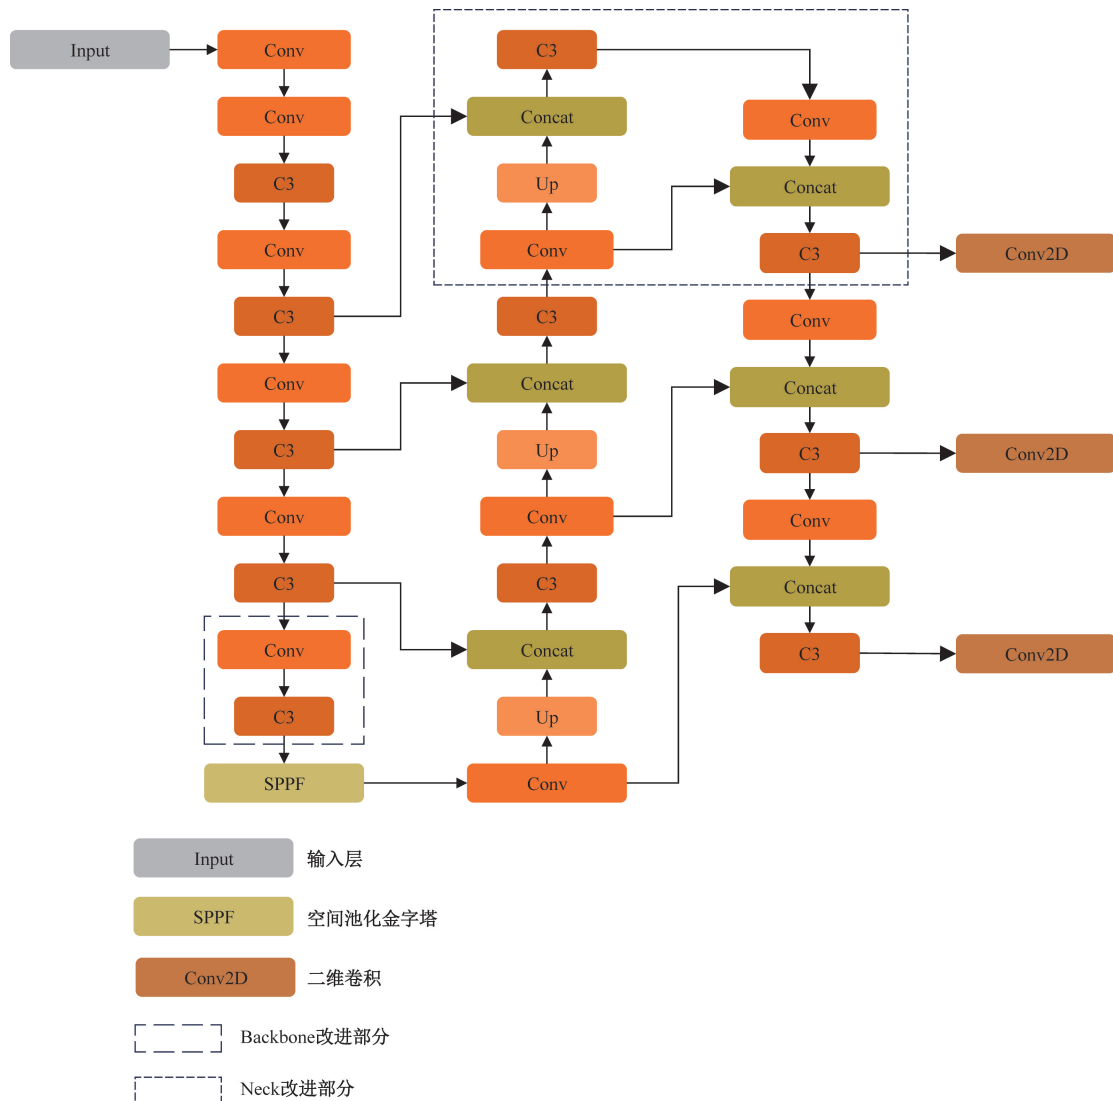 Input
Conv
Conv
C3
Conv
C3
Conv
C3
Conv
C3
Conv
C3
SPPF
C3
Concat
Up
Conv
C3
Concat
Up
Conv
C3
Concat
Up
Conv
Conv
Concat
C3
Conv
Concat
C3
Conv
Concat
C3
Conv2D
Conv2D
Conv2D
Input 输入层
SPPF 空间池化金字塔
Conv2D 二维卷积
Backbone改进部分
Neck改进部分